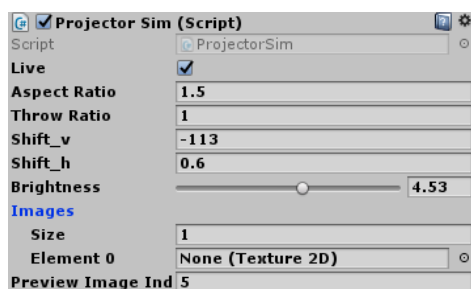 Projector Sim (Script)
Script ProjectorSim
Live
Aspect Ratio 1.5
Throw Ratio 1
Shift_v -113
Shift_h 0.6
Brightness 4.53
Images
Size 1
Element 0 None (Texture 2D)
Preview Image Ind 5